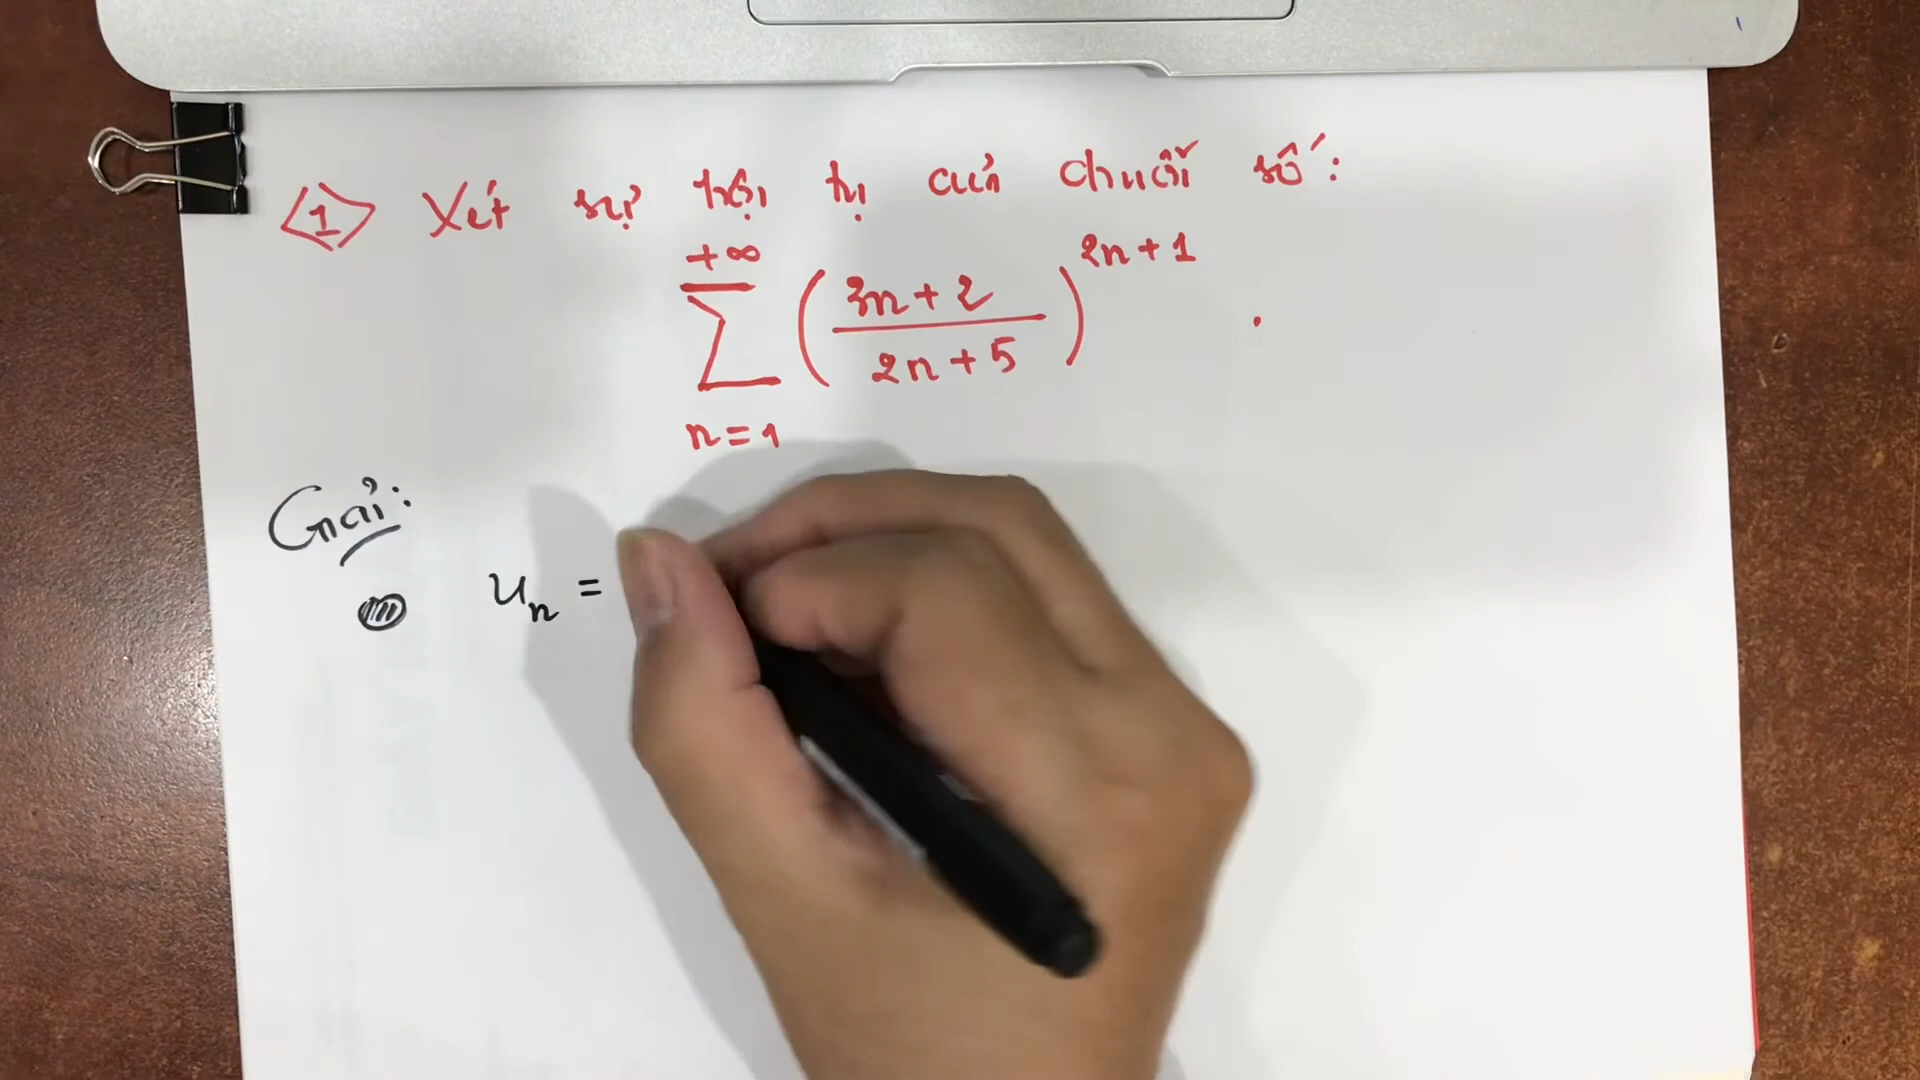 <1> Xét sự hội tụ của chuỗi số:
+∞
∑ ( (3n+2)/(2n+5) )^(2n+1) .
n=1
Giải:
u_n =